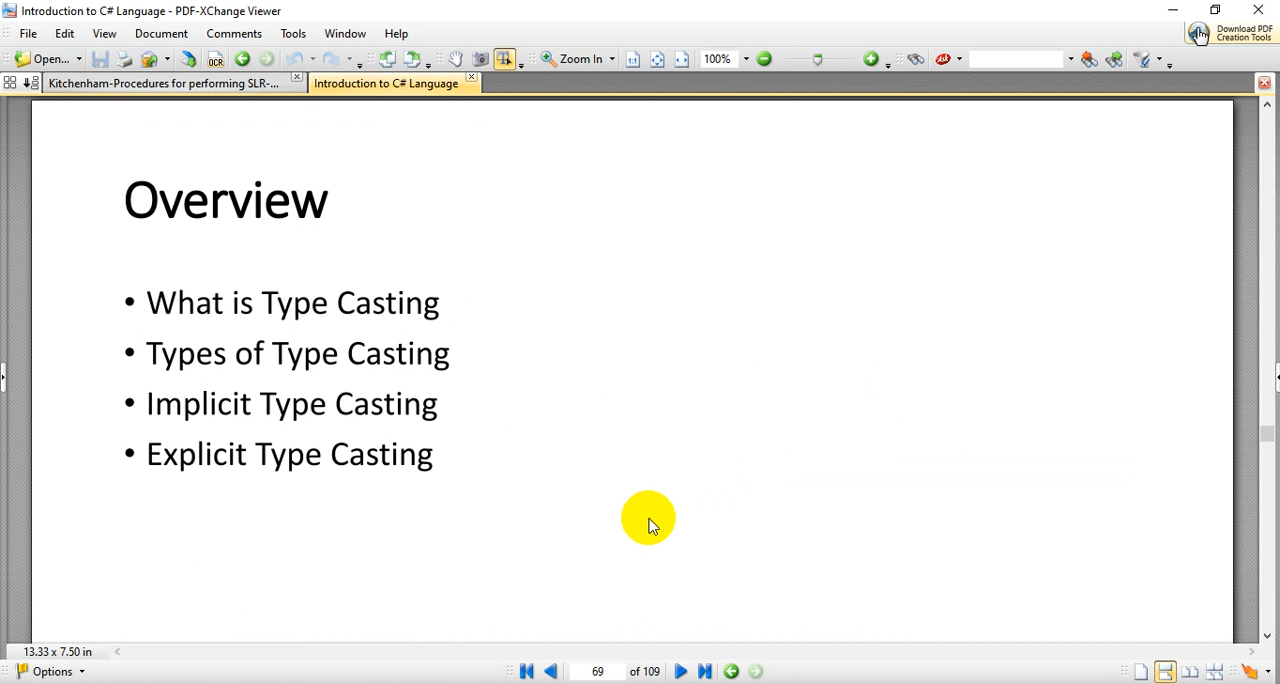 Introduction to C# Language - PDF-XChange Viewer
File Edit View Document Comments Tools Window Help
Download PDF
Creation Tools
Open... OCR Zoom In 100%
Kitchenham-Procedures for performing SLR-... Introduction to C# Language
Overview
• What is Type Casting
• Types of Type Casting
• Implicit Type Casting
• Explicit Type Casting
13.33 x 7.50 in
Options 69 of 109